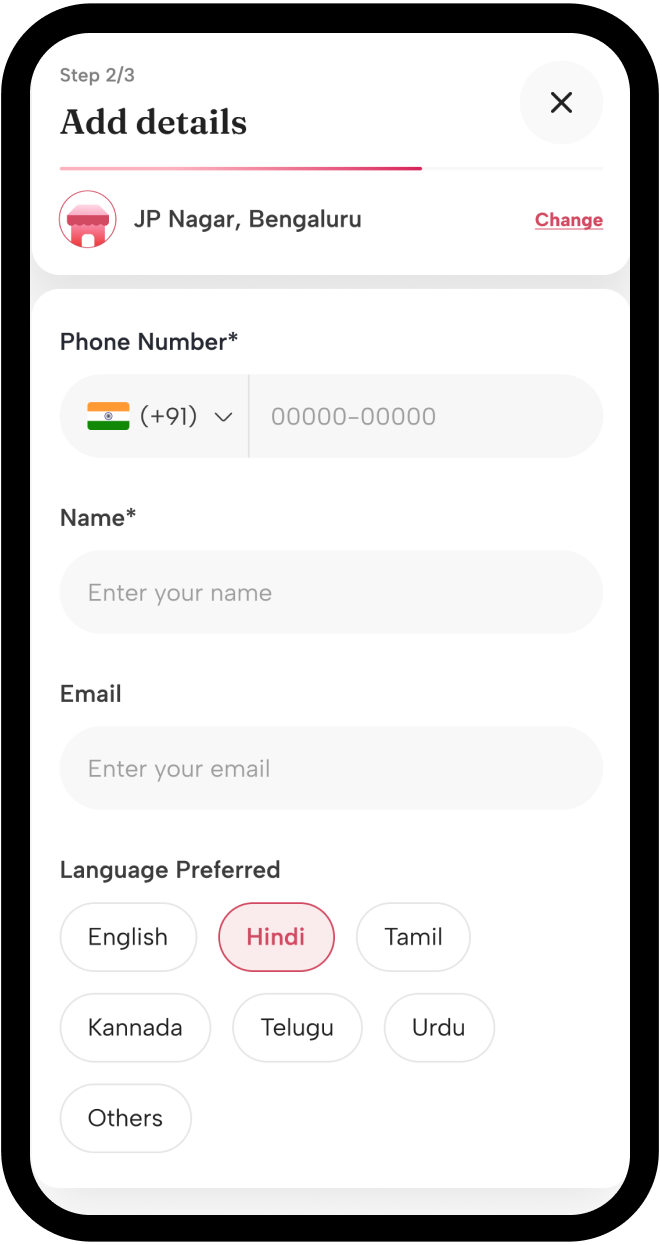 Step 2/3
Add details
JP Nagar, Bengaluru
Change
Phone Number*
(+91)
00000-00000
Name*
Enter your name
Email
Enter your email
Language Preferred
English
Hindi
Tamil
Kannada
Telugu
Urdu
Others